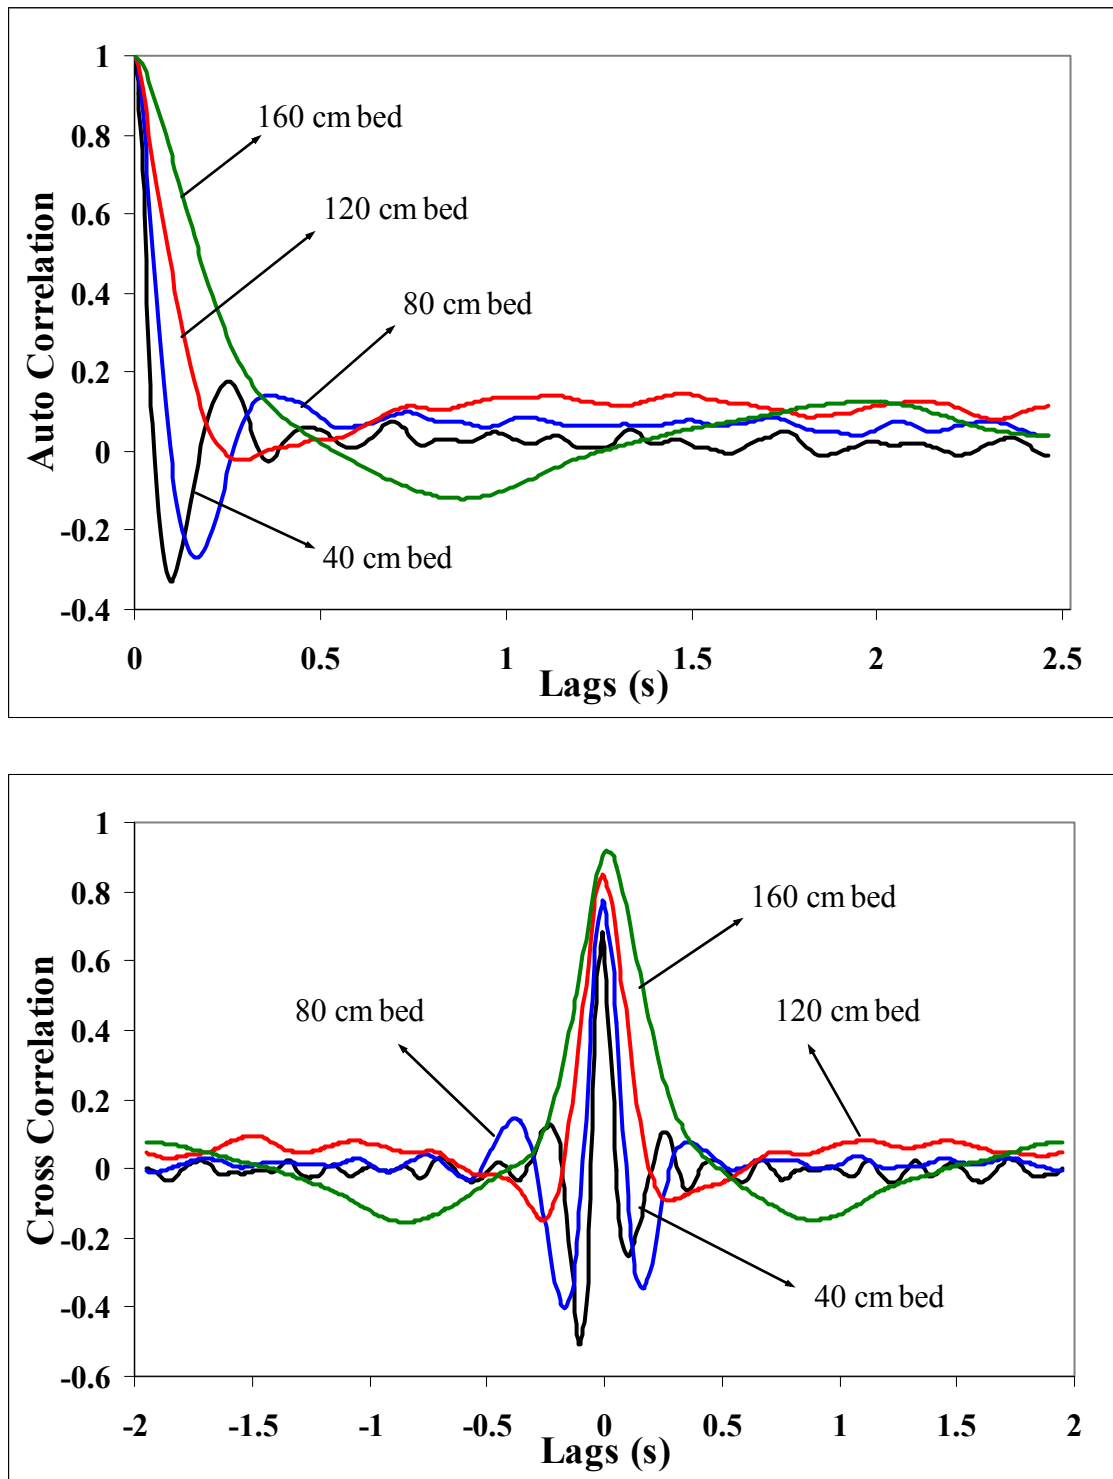 1
0.8
0.6
0.4
0.2
0
-0.2
-0.4
Auto Correlation
160 cm bed
120 cm bed
80 cm bed
40 cm bed
0 0.5 1 1.5 2 2.5
Lags (s)
1
0.8
0.6
0.4
0.2
0
-0.2
-0.4
-0.6
Cross Correlation
160 cm bed
80 cm bed 120 cm bed
40 cm bed
-2 -1.5 -1 -0.5 0 0.5 1 1.5 2
Lags (s)